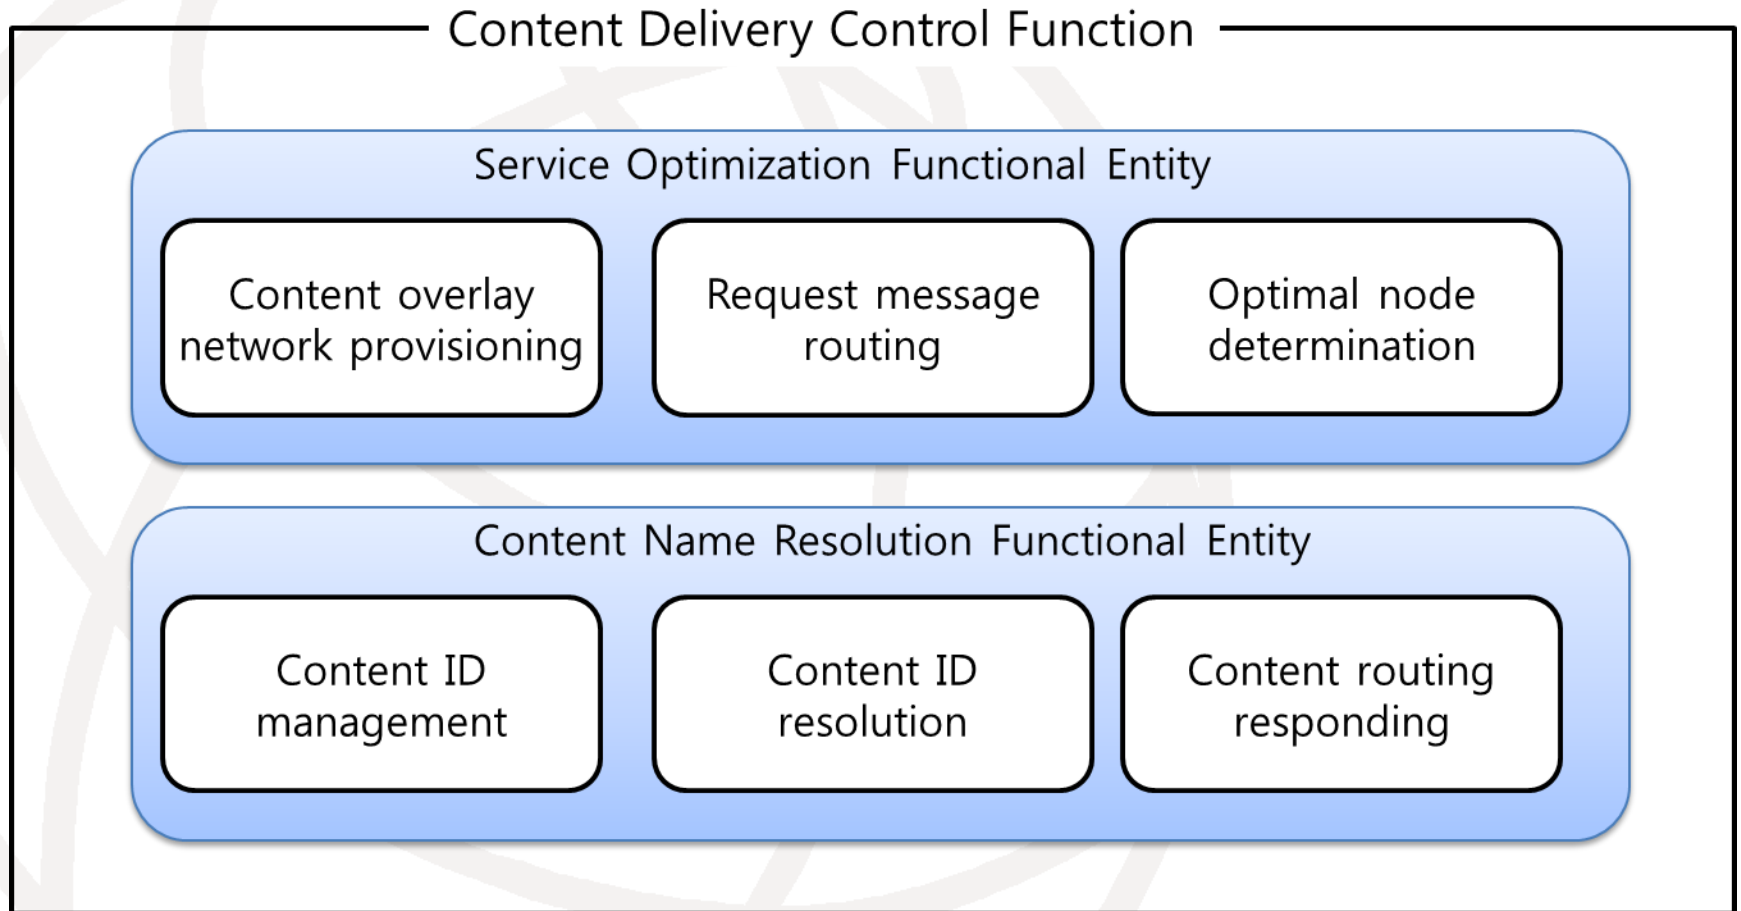 Content Delivery Control Function
Service Optimization Functional Entity
Content overlay
network provisioning
Request message
routing
Optimal node
determination
Content Name Resolution Functional Entity
Content ID
management
Content ID
resolution
Content routing
responding